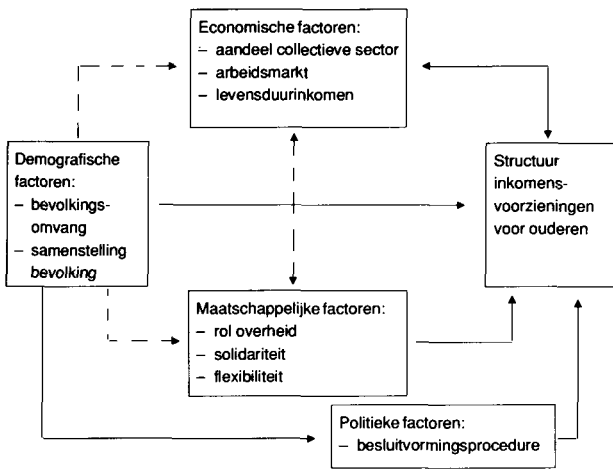 Economische factoren:
– aandeel collectieve sector
– arbeidsmarkt
– levensduurinkomen
Demografische
factoren:
– bevolkings-
omvang
– samenstelling
bevolking
Structuur
inkomens-
voorzieningen
voor ouderen
Maatschappelijke factoren:
– rol overheid
– solidariteit
– flexibiliteit
Politieke factoren:
– besluitvormingsprocedure